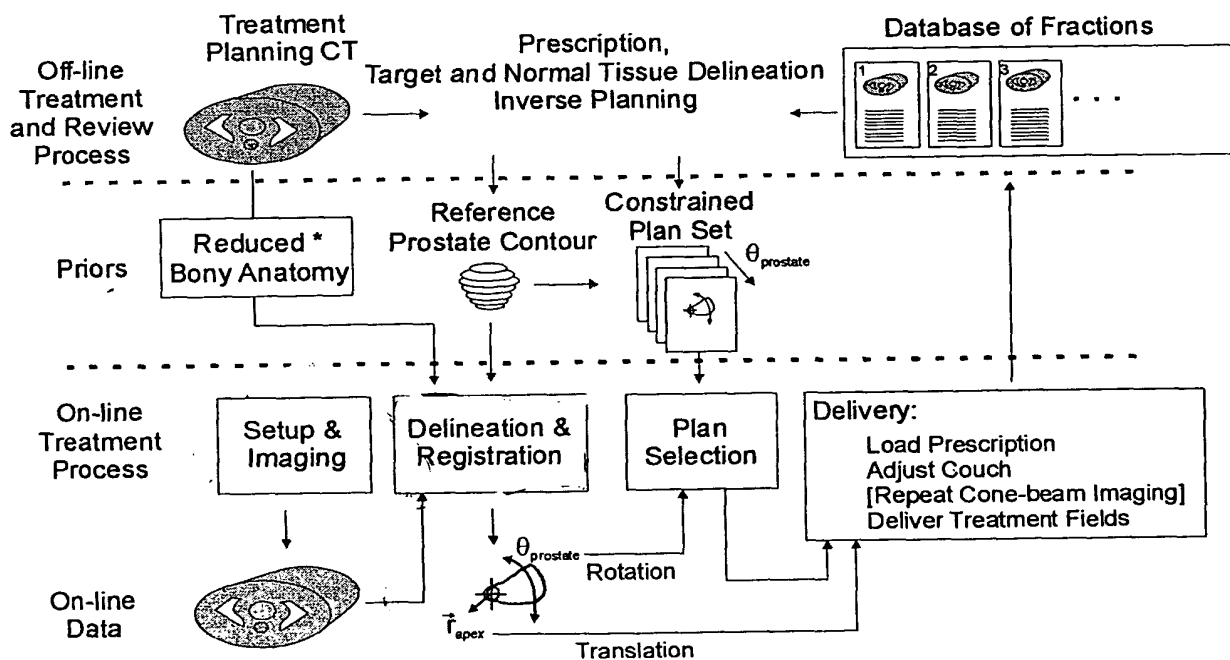 Treatment
Planning CT
Prescription,
Target and Normal Tissue Delineation
Inverse Planning
Database of Fractions
1
2
3
. . . .
Off-line
Treatment
and Review
Process
Reference
Prostate Contour
Constrained
Plan Set
θprostate
Priors
Reduced *
Bony Anatomy
On-line
Treatment
Process
Setup &
Imaging
Delineation &
Registration
Plan
Selection
Delivery:
Load Prescription
Adjust Couch
[Repeat Cone-beam Imaging]
Deliver Treatment Fields
θprostate
Rotation
On-line
Data
r⃗apex
Translation